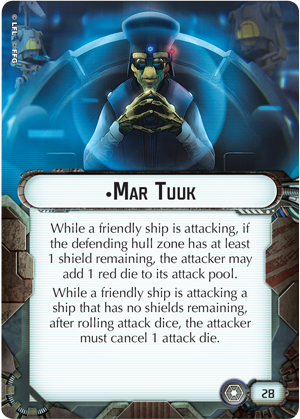 © LFL © FFG
•Mar Tuuk
While a friendly ship is attacking, if
the defending hull zone has at least
1 shield remaining, the attacker may
add 1 red die to its attack pool.
While a friendly ship is attacking a
ship that has no shields remaining,
after rolling attack dice, the attacker
must cancel 1 attack die.
28